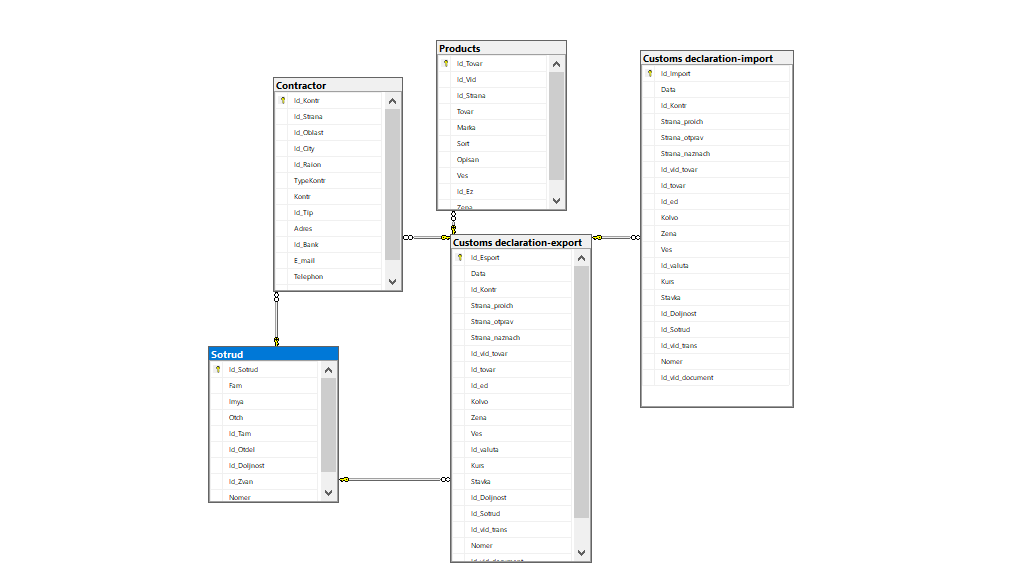 Products
Id_Tovar
Id_Vid
Id_Strana
Tovar
Marka
Sort
Opisan
Ves
Id_Ez
Zena
Customs declaration-import
Id_Import
Data
Id_Kontr
Strana_proich
Strana_otprav
Strana_naznach
Id_vid_tovar
Id_tovar
Id_ed
Kolvo
Zena
Ves
Id_valuta
Kurs
Stavka
Id_Doljnost
Id_Sotrud
Id_vid_trans
Nomer
Id_vid_document
Contractor
Id_Kontr
Id_Strana
Id_Oblast
Id_City
Id_Raion
TypeKontr
Kontr
Id_Tip
Adres
Id_Bank
E_mail
Telephon
Customs declaration-export
Id_Esport
Data
Id_Kontr
Strana_proich
Strana_otprav
Strana_naznach
Id_vid_tovar
Id_tovar
Id_ed
Kolvo
Zena
Ves
Id_valuta
Kurs
Stavka
Id_Doljnost
Id_Sotrud
Id_vid_trans
Nomer
Id_vid_document
Sotrud
Id_Sotrud
Fam
Imya
Otch
Id_Tam
Id_Otdel
Id_Doljnost
Id_Zvan
Nomer